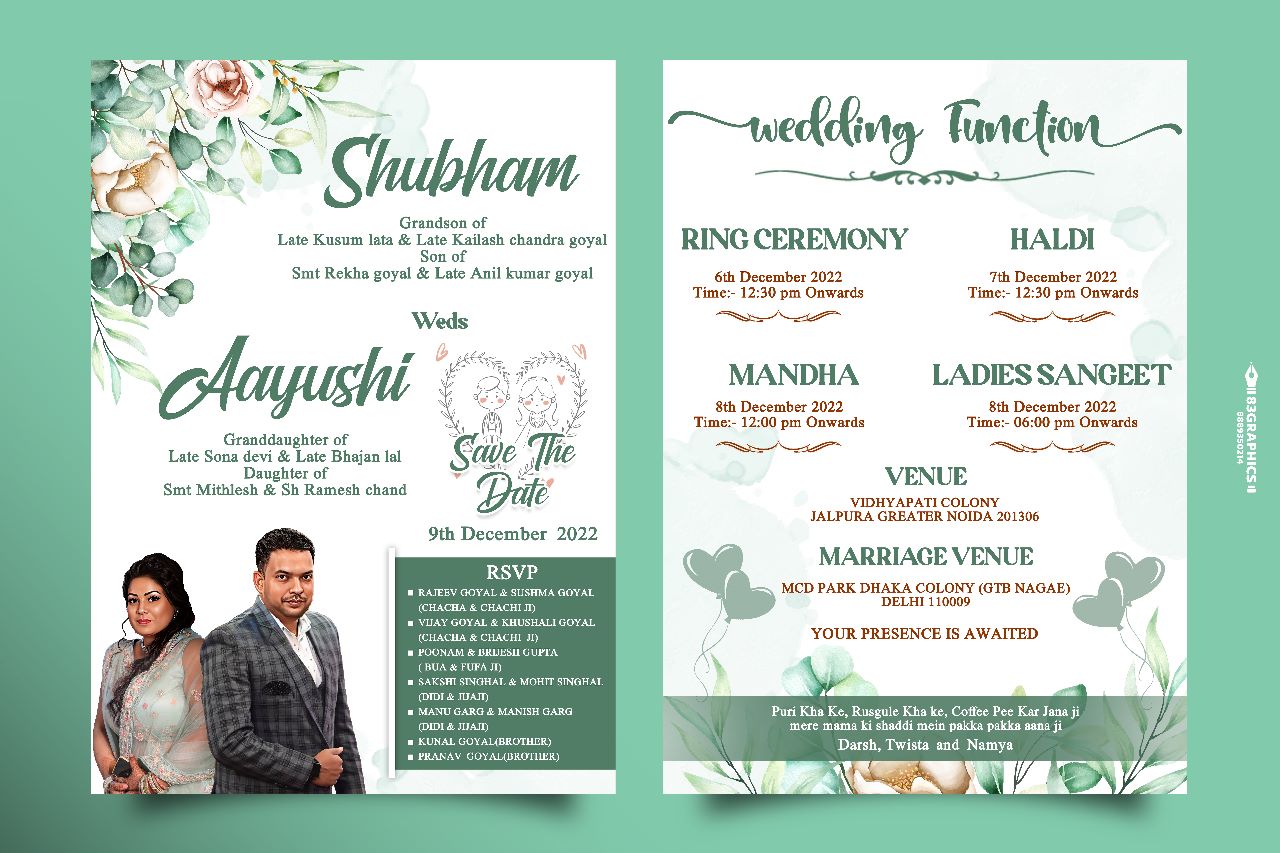 Shubham
Grandson of
Late Kusum lata & Late Kailash chandra goyal
Son of
Smt Rekha goyal & Late Anil kumar goyal
Weds
Aayushi
Granddaughter of
Late Sona devi & Late Bhajan lal
Daughter of
Smt Mithlesh & Sh Ramesh chand
Save The
Date
9th December 2022
RSVP
RAJEEV GOYAL & SUSHMA GOYAL
(CHACHA & CHACHI JI)
VIJAY GOYAL & KHUSHALI GOYAL
(CHACHA & CHACHI JI)
POONAM & BRIJESH GUPTA
( BUA & FUFA JI)
SAKSHI SINGHAL & MOHIT SINGHAL
(DIDI & JIJAJI)
MANU GARG & MANISH GARG
(DIDI & JIJAJI)
KUNAL GOYAL(BROTHER)
PRANAV GOYAL(BROTHER)
wedding Function
RING CEREMONY
6th December 2022
Time:- 12:30 pm Onwards
HALDI
7th December 2022
Time:- 12:30 pm Onwards
MANDHA
8th December 2022
Time:- 12:00 pm Onwards
LADIES SANGEET
8th December 2022
Time:- 06:00 pm Onwards
VENUE
VIDHYAPATI COLONY
JALPURA GREATER NOIDA 201306
MARRIAGE VENUE
MCD PARK DHAKA COLONY (GTB NAGAE)
DELHI 110009
YOUR PRESENCE IS AWAITED
Puri Kha Ke, Rusgule Kha ke, Coffee Pee Kar Jana ji
mere mama ki shaddi mein pakka pakka aana ji
Darsh, Twista and Namya
83GRAPHICS
8889350214